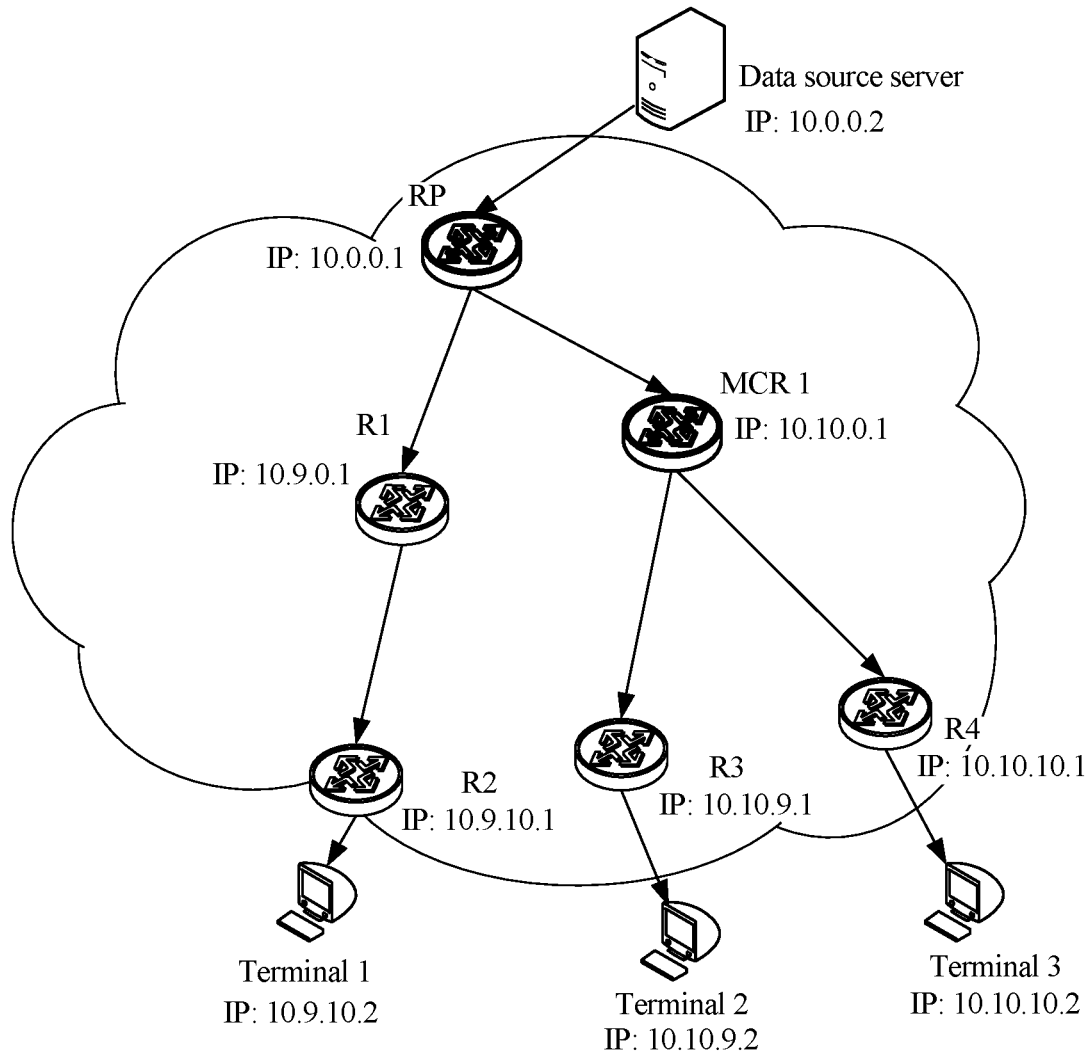 Data source server
IP: 10.0.0.2
RP
IP: 10.0.0.1
MCR 1
IP: 10.10.0.1
R1
IP: 10.9.0.1
R4
IP: 10.10.10.1
R3
IP: 10.10.9.1
R2
IP: 10.9.10.1
Terminal 1
IP: 10.9.10.2
Terminal 2
IP: 10.10.9.2
Terminal 3
IP: 10.10.10.2